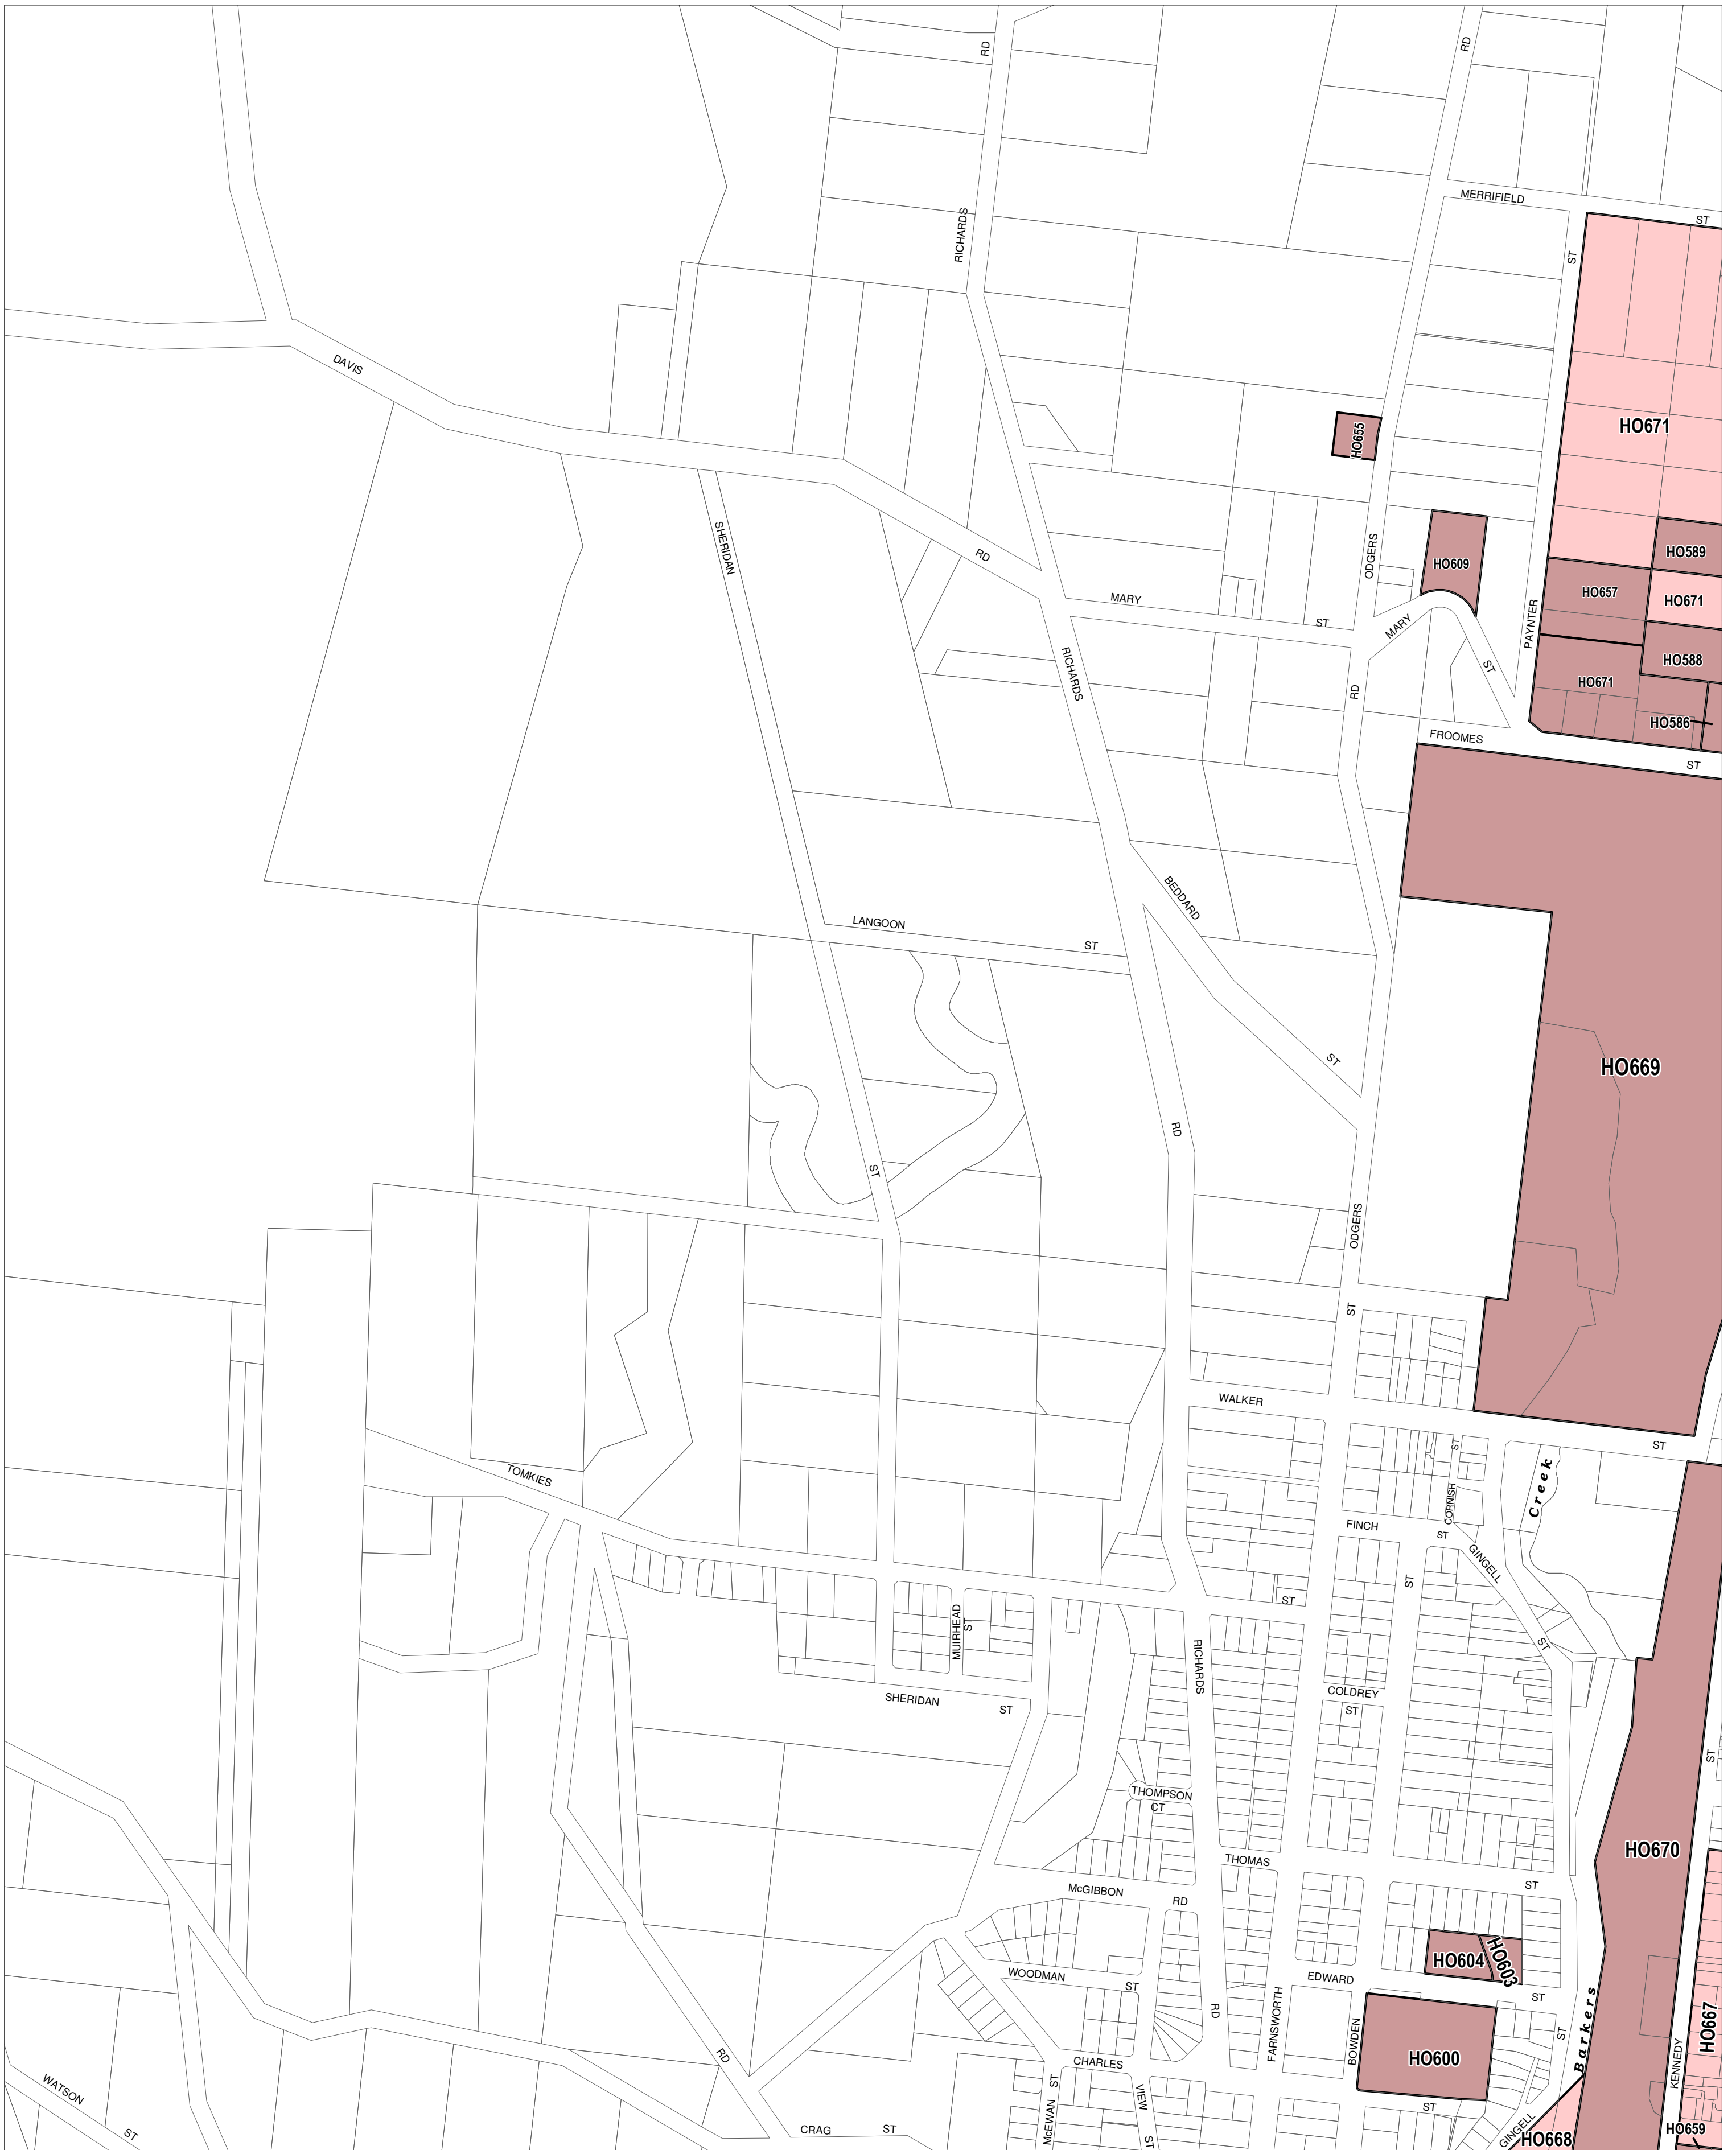 RD
RD
MERRIFIELD
ST
RICHARDS
ST
DAVIS
HO671
HO655
SHERIDAN
RD
ODGERS
HO589
HO609
HO657
MARY
HO671
ST
MARY
PAYNTER
RICHARDS
ST
HO588
HO671
RD
HO586
FROOMES
ST
BEDDARD
LANGOON
ST
ST
HO669
RD
ST
ODGERS
ST
WALKER
ST
ST
TOMKIES
Creek
CORNISH
FINCH
ST
GINGELL
ST
ST
MUIRHEAD
ST
ST
RICHARDS
COLDREY
SHERIDAN
ST
ST
ST
THOMPSON
CT
HO670
THOMAS
ST
McGIBBON
RD
HO604
HO603
WOODMAN
ST
EDWARD
ST
RD
FARNSWORTH
BOWDEN
ST
Barkers
HO667
HO600
KENNEDY
RD
CHARLES
WATSON
ST
ST
VIEW
McEWAN
ST
ST
CRAG
ST
GINGELL
HO668
HO659
ST